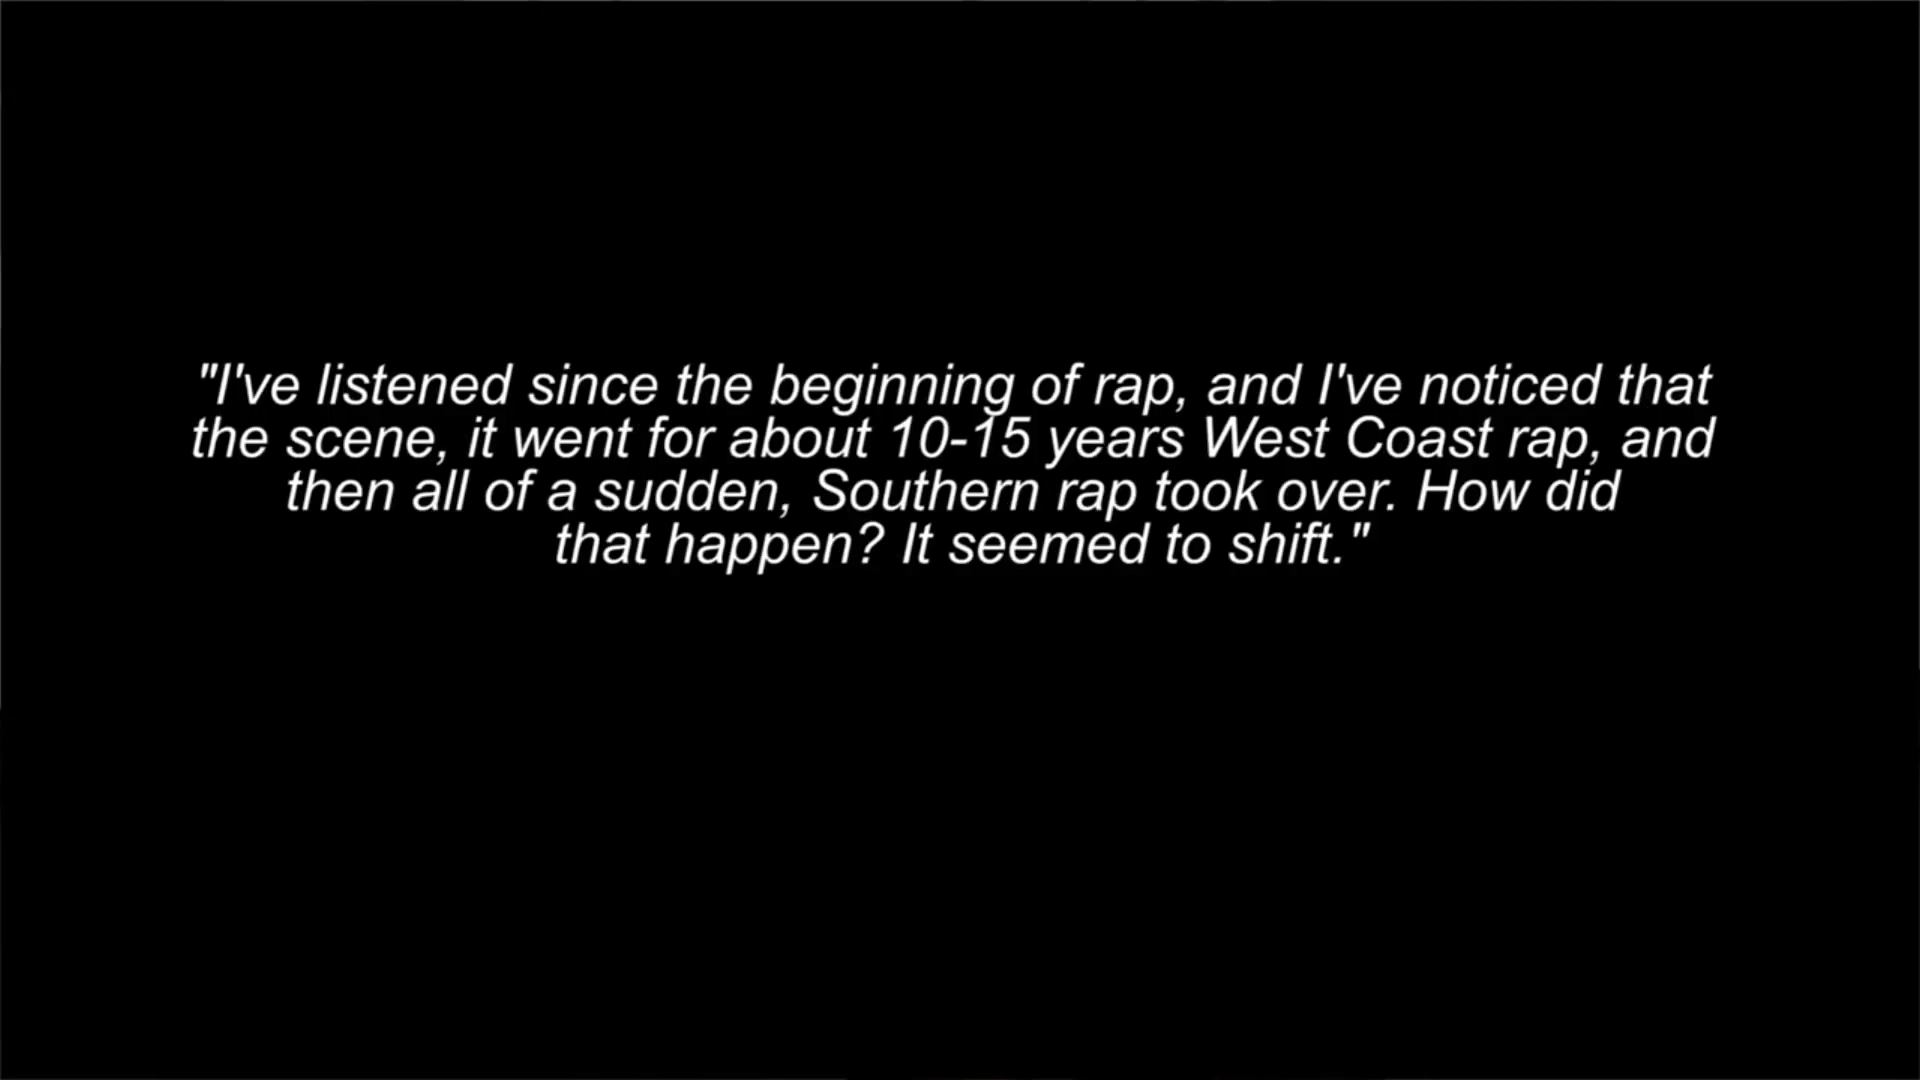 "I've listened since the beginning of rap, and I've noticed that
the scene, it went for about 10-15 years West Coast rap, and
then all of a sudden, Southern rap took over. How did
that happen? It seemed to shift."